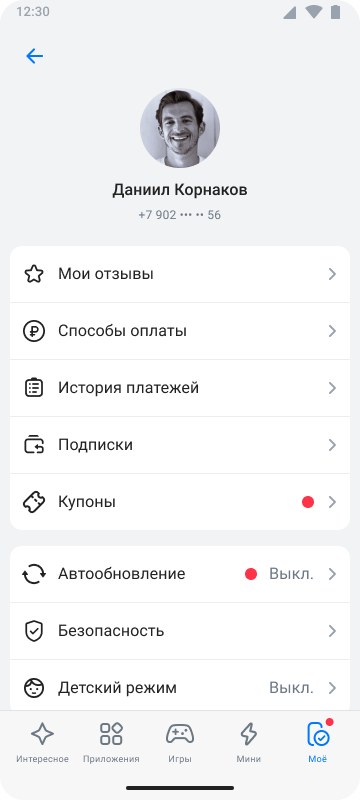 12:30
Даниил Корнаков
+7 902 ••• •• 56
Мои отзывы
Способы оплаты
История платежей
Подписки
Купоны
Автообновление Выкл.
Безопасность
Детский режим Выкл.
Интересное Приложения Игры Мини Моё